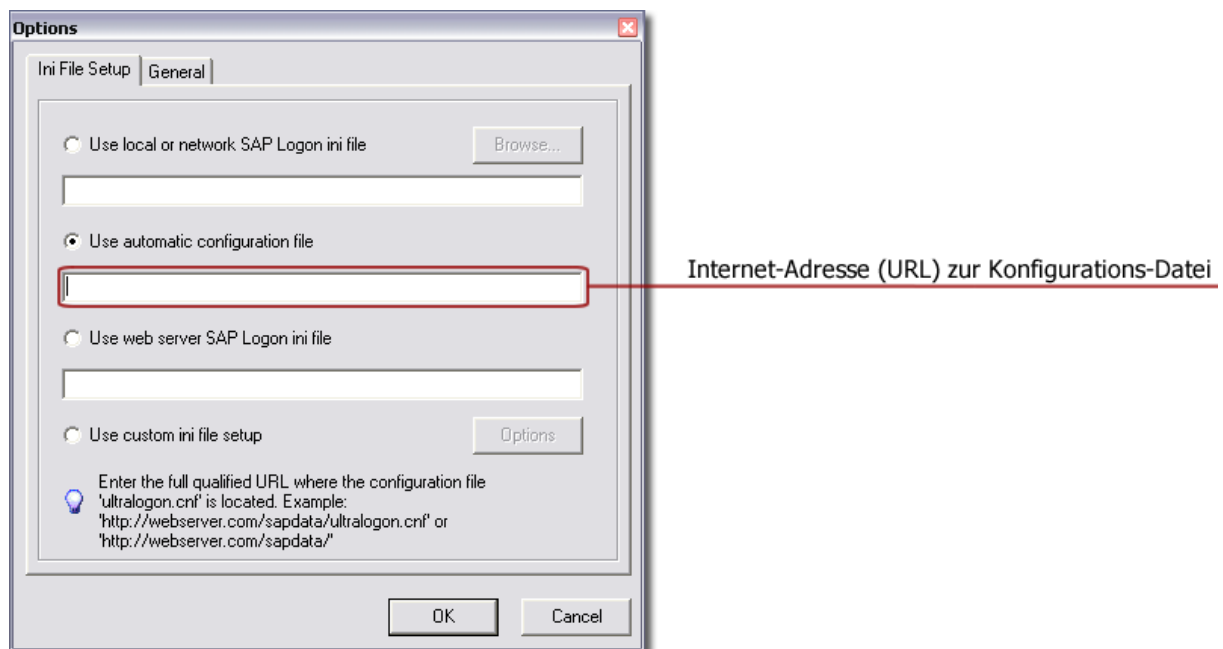 Options
Ini File Setup
General
Use local or network SAP Logon ini file
Browse...
Use automatic configuration file
Internet-Adresse (URL) zur Konfigurations-Datei
Use web server SAP Logon ini file
Use custom ini file setup
Options
Enter the full qualified URL where the configuration file
'ultralogon.cnf' is located. Example:
'http://webserver.com/sapdata/ultralogon.cnf' or
'http://webserver.com/sapdata/'
OK
Cancel